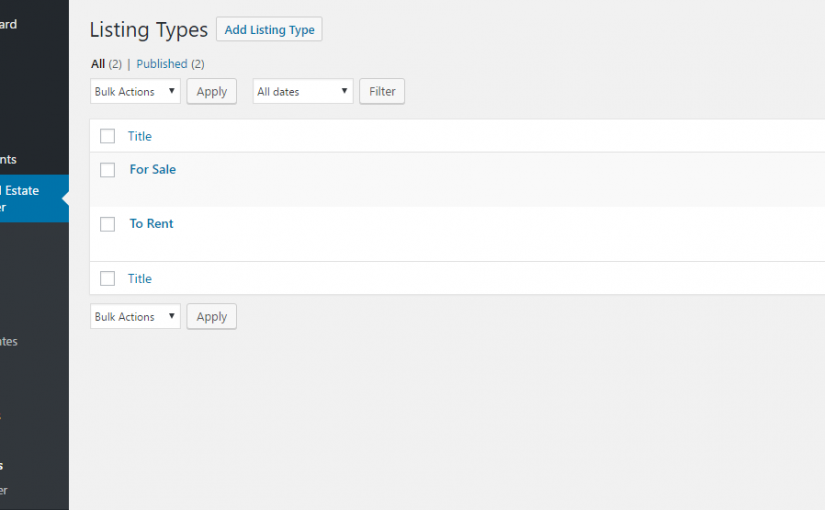 Listing Types Add Listing Type
All (2) | Published (2)
Bulk Actions Apply All dates Filter
Title
For Sale
To Rent
Title
Bulk Actions Apply
ard
nts
Estate
er
ates
s
er